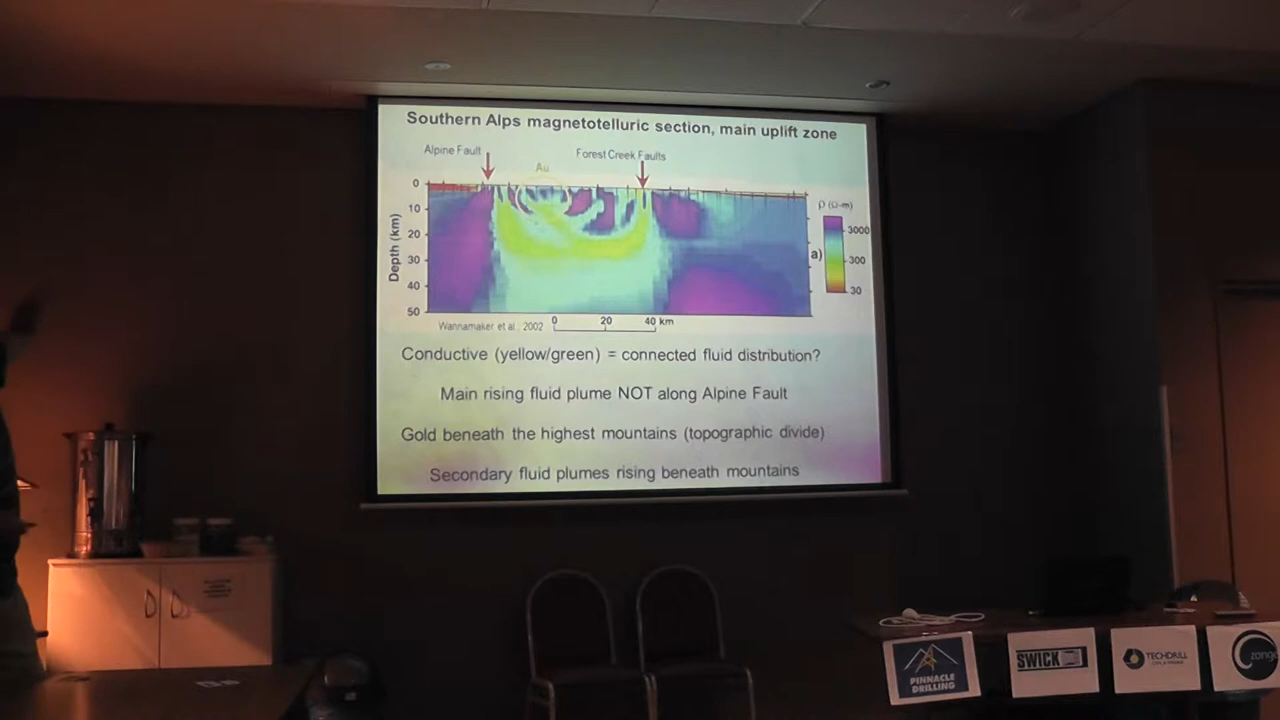 Southern Alps magnetotelluric section, main uplift zone
Alpine Fault
Forest Creek Faults
Au
ρ (Ω-m)
0
10
20
30
40
50
Depth (km)
3000
300
30
a)
Wannamaker et al., 2002
0 20 40 km
Conductive (yellow/green) = connected fluid distribution?
Main rising fluid plume NOT along Alpine Fault
Gold beneath the highest mountains (topographic divide)
Secondary fluid plumes rising beneath mountains
PINNACLE
DRILLING
SWICK
TECHDRILL
zongo